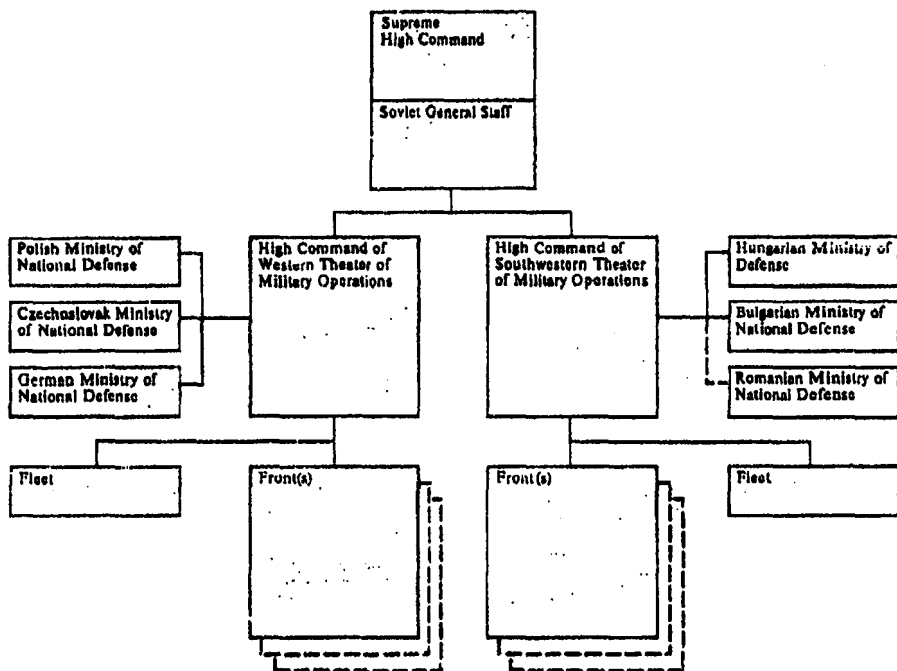 Supreme
High Command
Soviet General Staff
Polish Ministry of
National Defense
Czechoslovak Ministry
of National Defense
German Ministry of
National Defense
High Command of
Western Theater of
Military Operations
High Command of
Southwestern Theater
of Military Operations
Hungarian Ministry of
Defense
Bulgarian Ministry of
National Defense
Romanian Ministry of
National Defense
Fleet
Front(s)
Front(s)
Fleet